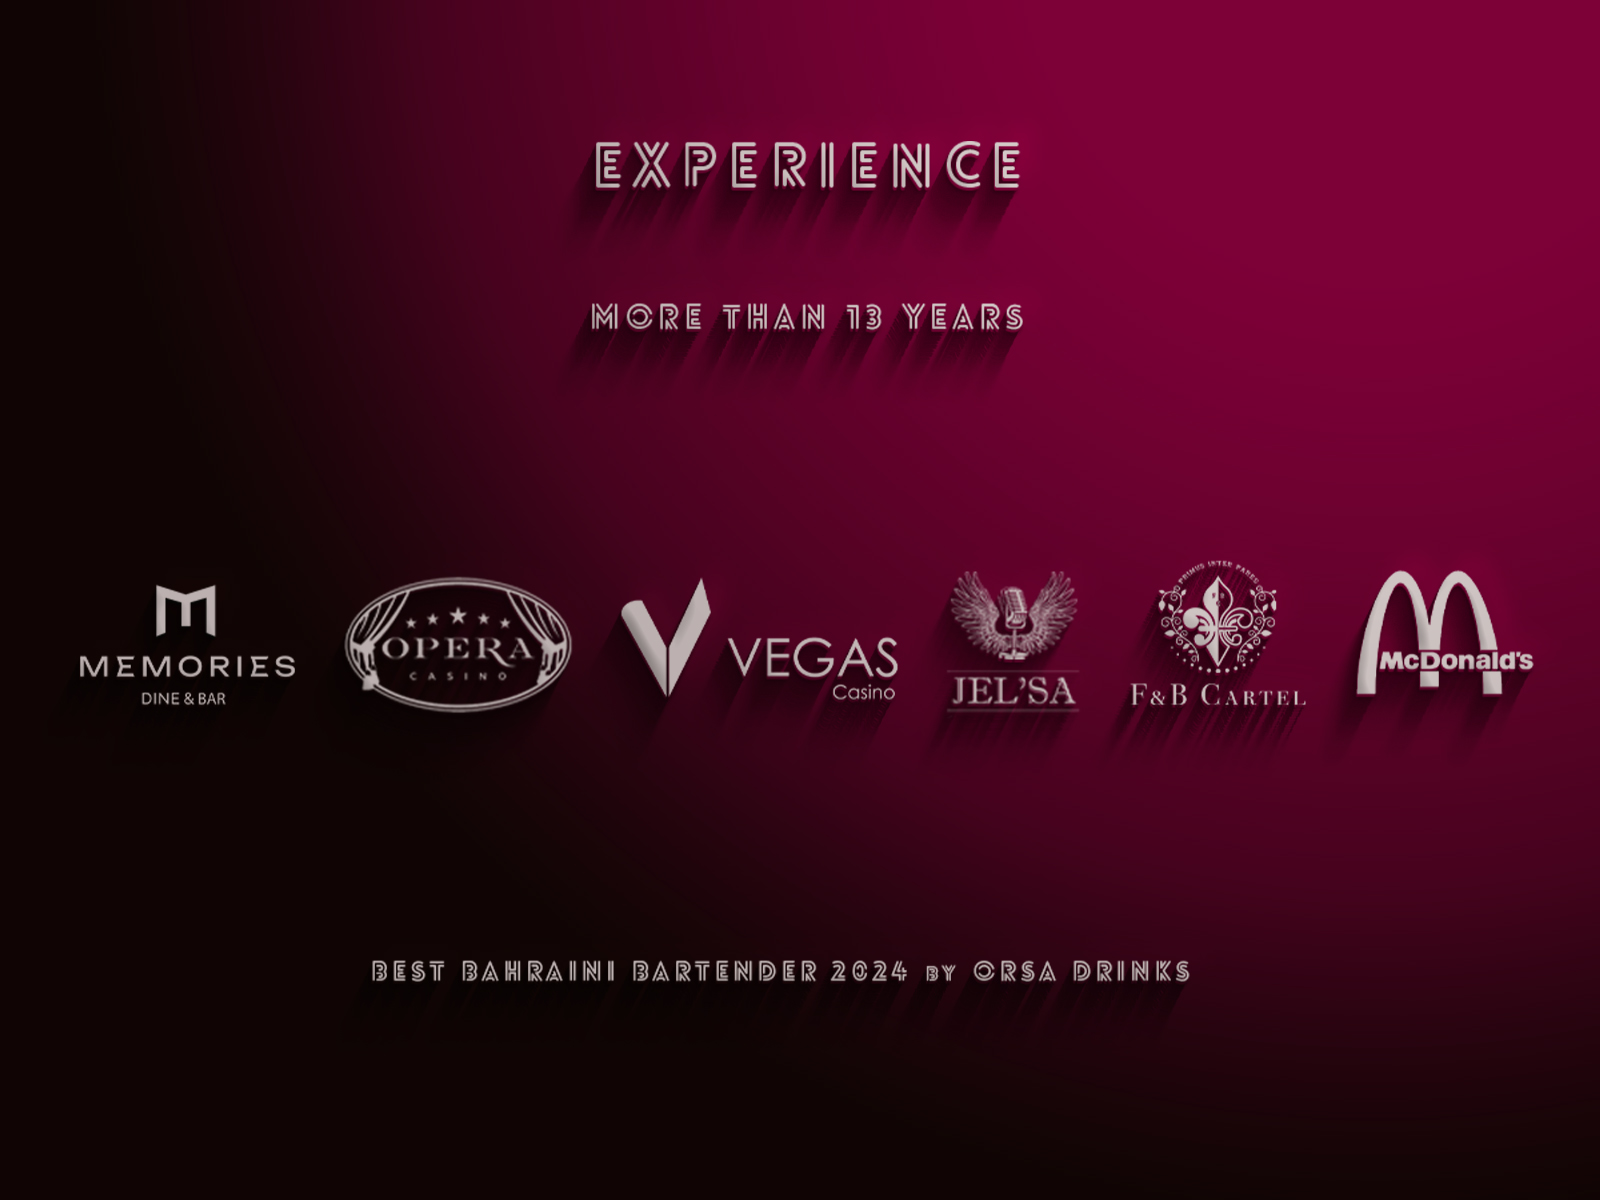 EXPERIENCE
MORE THAN 13 YEARS
MEMORIES
DINE & BAR
OPERA
CASINO
VEGAS
Casino
JEL'SA
PRIMUS INTER PARES
F&B CARTEL
McDonald's
BEST BAHRAINI BARTENDER 2024 BY ORSA DRINKS